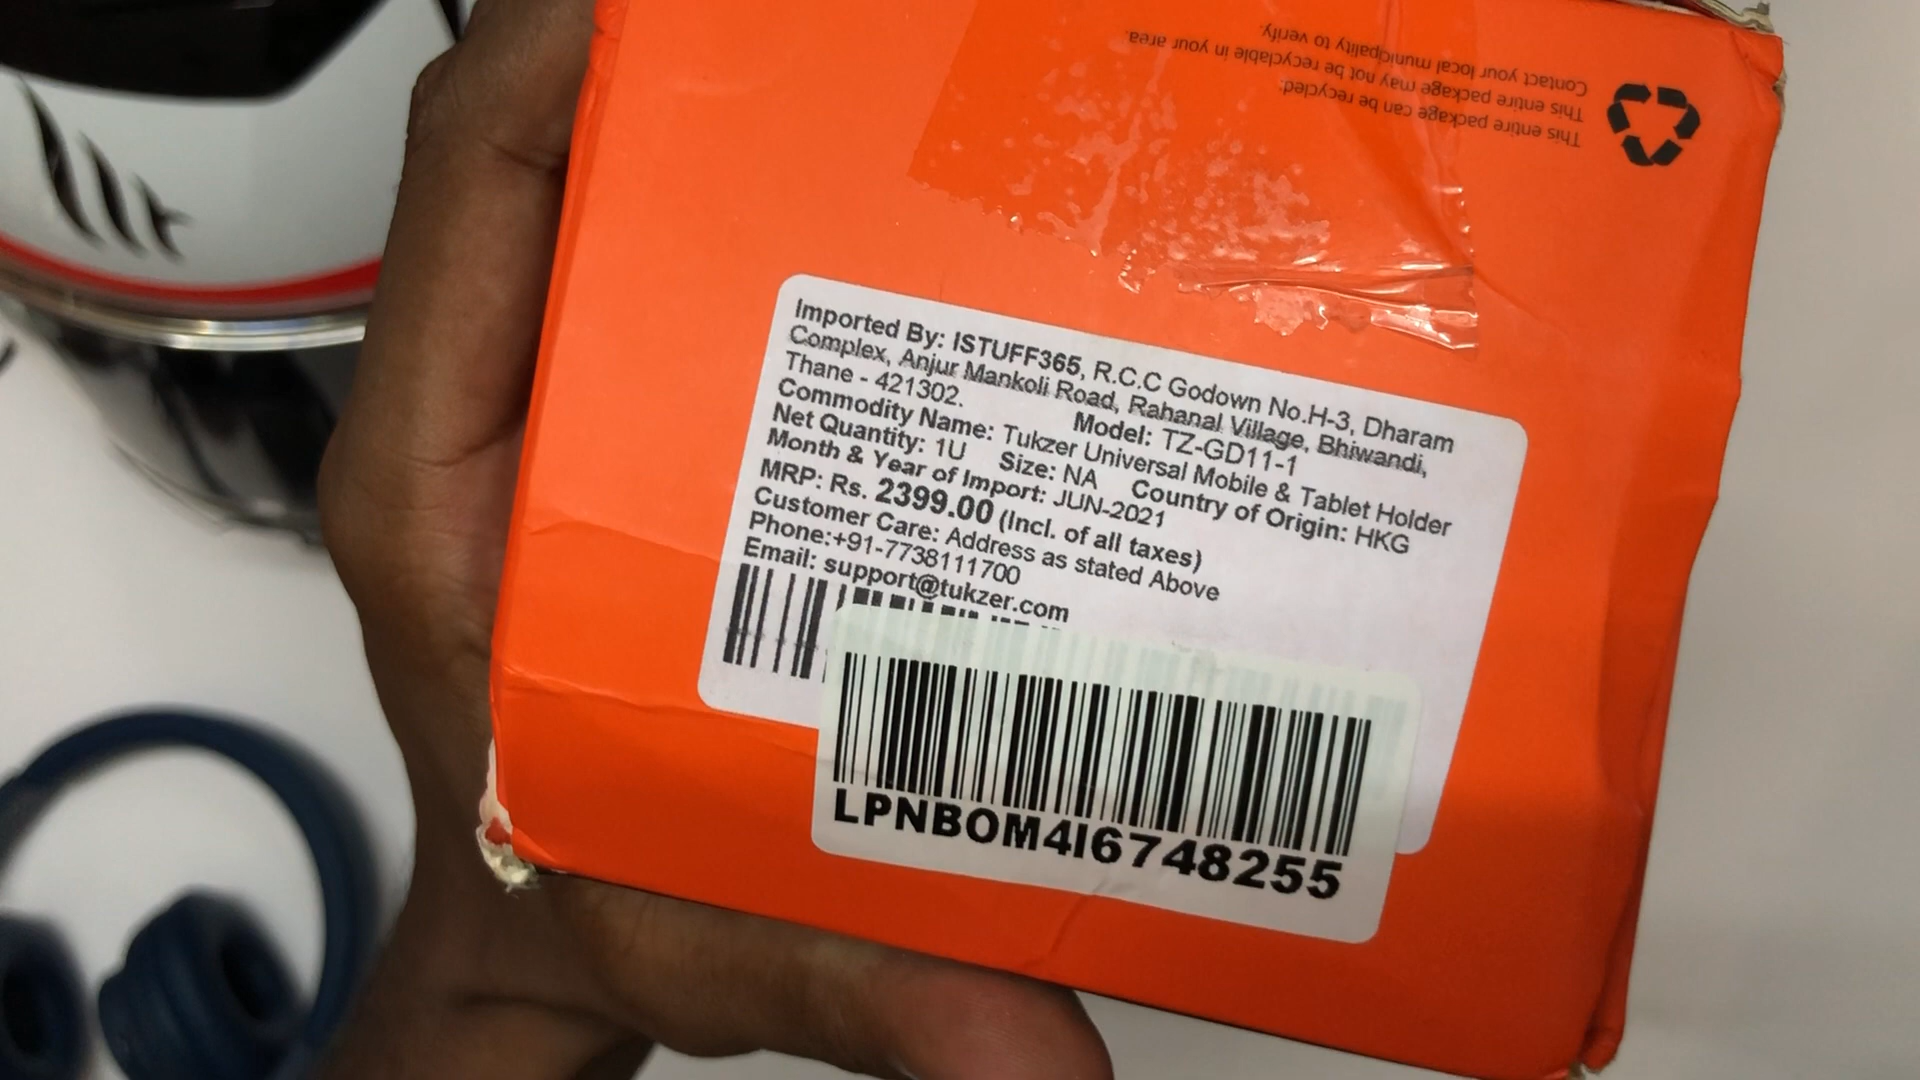 This entire package can be recycled.
This entire package may not be recyclable in your area.
Contact your local municipality to verify.
Imported By: ISTUFF365, R.C.C Godown No.H-3, Dharam
Complex, Anjur Mankoli Road, Rahanal Village, Bhiwandi,
Thane - 421302. Model: TZ-GD11-1
Commodity Name: Tukzer Universal Mobile & Tablet Holder
Net Quantity: 1U Size: NA Country of Origin: HKG
Month & Year of Import: JUN-2021
MRP: Rs. 2399.00 (Incl. of all taxes)
Customer Care: Address as stated Above
Phone:+91-7738111700
Email: support@tukzer.com
LPNBOM4I6748255